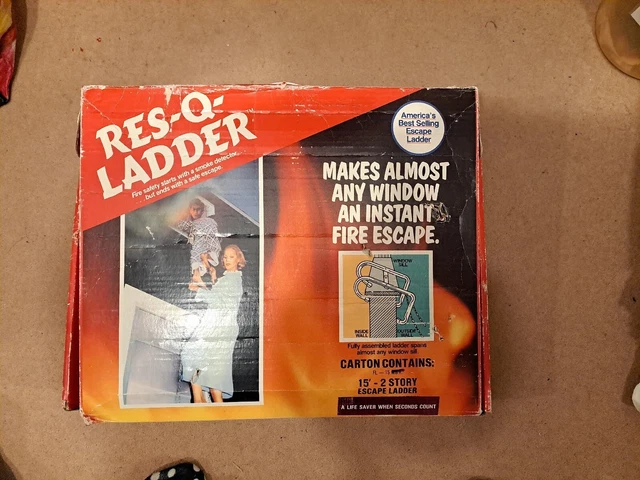 RES-Q-
LADDER
Fire safety starts with a smoke detector...
...but ends with a safe escape.
America's
Best Selling
Escape
Ladder
MAKES ALMOST
ANY WINDOW
AN INSTANT
FIRE ESCAPE.
WINDOW
SILL
INSIDE
WALL
OUTSIDE
WALL
Fully assembled ladder spans
almost any window sill
CARTON CONTAINS:
15' - 2 STORY
ESCAPE LADDER
A LIFE SAVER WHEN SECONDS COUNT